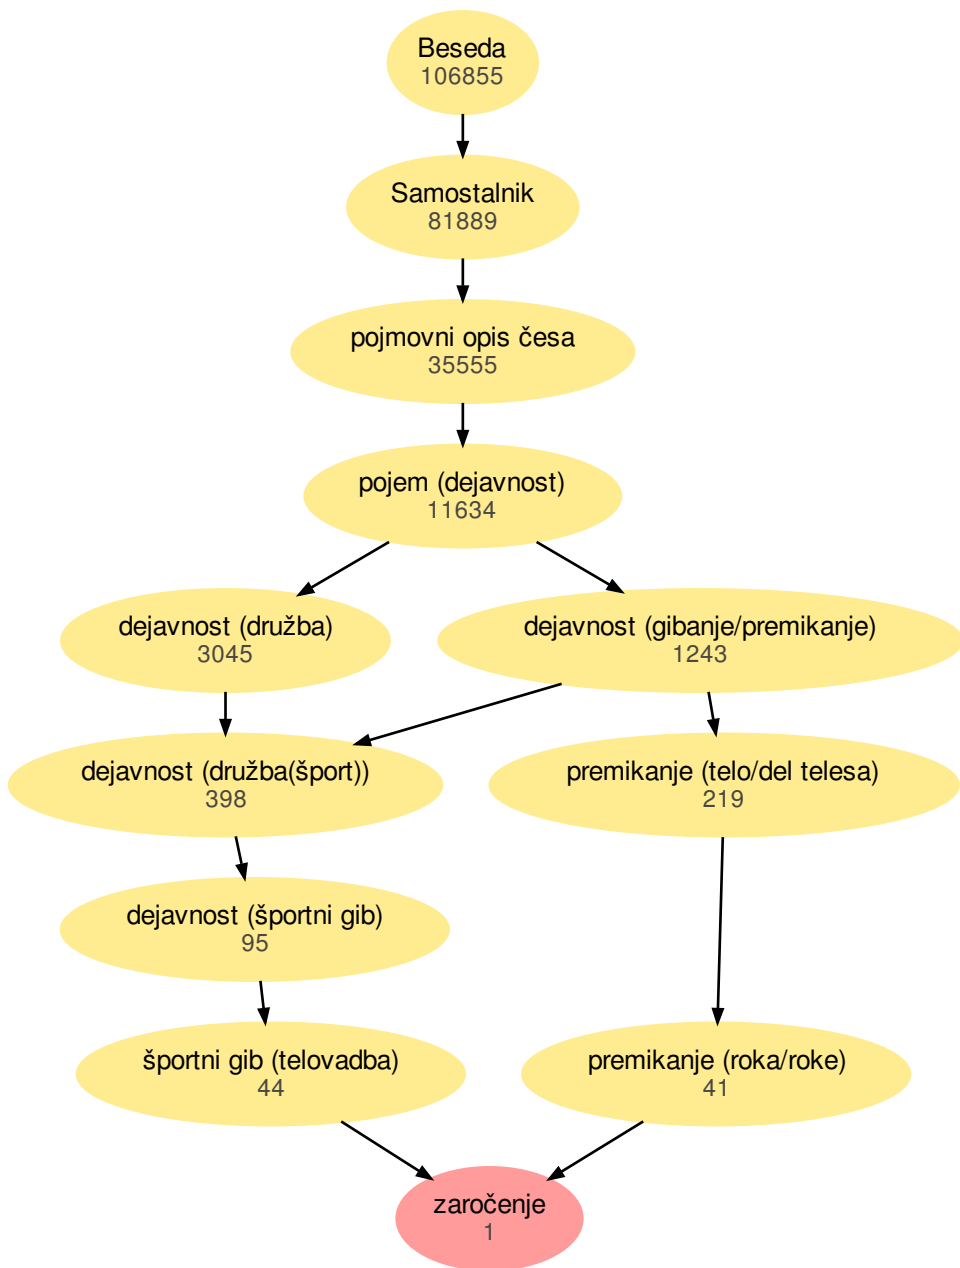 Beseda
106855
Samostalnik
81889
pojmovni opis česa
35555
pojem (dejavnost)
11634
dejavnost (družba)
3045
dejavnost (gibanje/premikanje)
1243
dejavnost (družba(šport))
398
premikanje (telo/del telesa)
219
dejavnost (športni gib)
95
športni gib (telovadba)
44
premikanje (roka/roke)
41
zaročenje
1